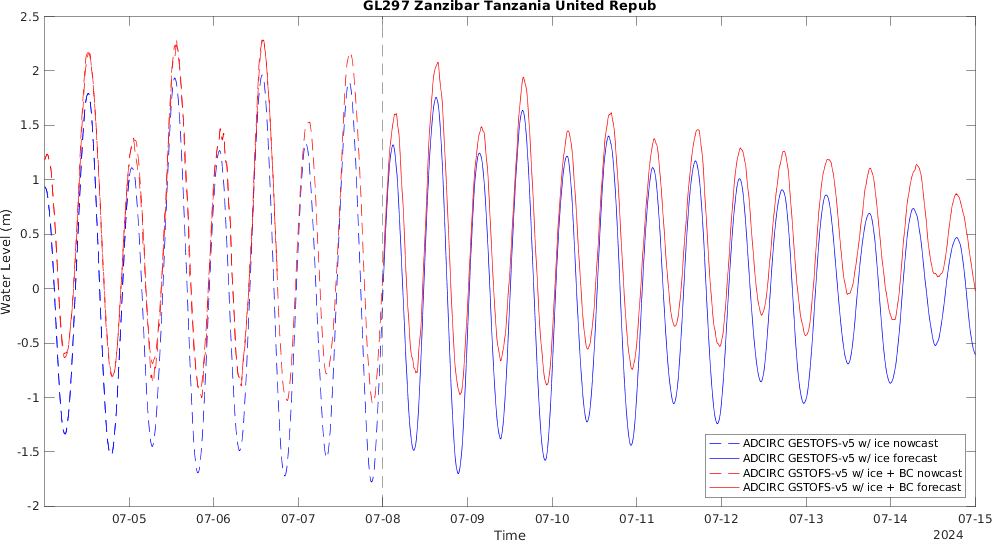 GL297 Zanzibar Tanzania United Repub
2.5
2
1.5
1
0.5
0
-0.5
-1
-1.5
-2
Water Level (m)
ADCIRC GESTOFS-v5 w/ ice nowcast
ADCIRC GESTOFS-v5 w/ ice forecast
ADCIRC GSTOFS-v5 w/ ice + BC nowcast
ADCIRC GSTOFS-v5 w/ ice + BC forecast
07-05 07-06 07-07 07-08 07-09 07-10 07-11 07-12 07-13 07-14 07-15
Time
2024